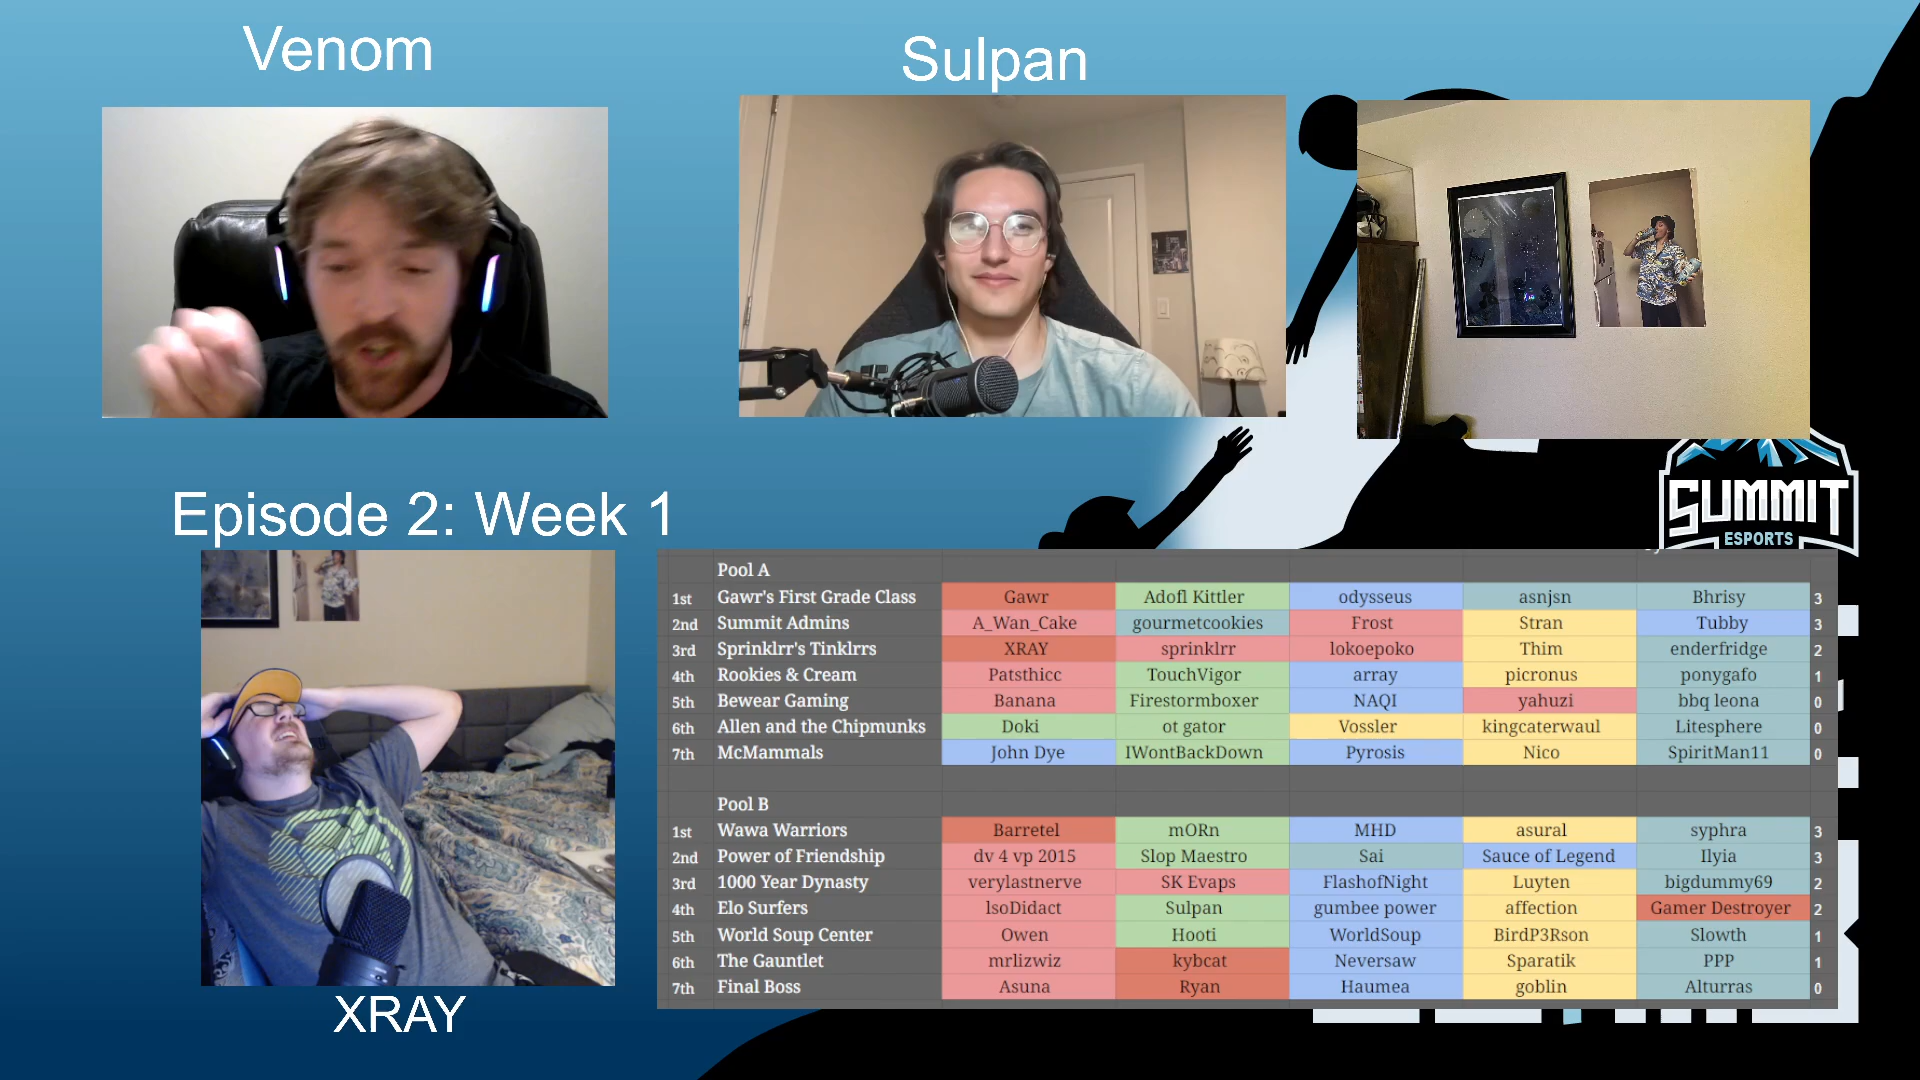 Venom
Sulpan
Episode 2: Week 1
XRAY
SUMMIT
ESPORTS
Pool A
1st Gawr's First Grade Class Gawr Adofl Kittler odysseus asnjsn Bhrisy 3
2nd Summit Admins A_Wan_Cake gourmetcookies Frost Stran Tubby 3
3rd Sprinklrr's Tinklrrs XRAY sprinklrr lokoepoko Thim enderfridge 2
4th Rookies & Cream Patsthicc TouchVigor array picronus ponygafo 1
5th Bewear Gaming Banana Firestormboxer NAQI yahuzi bbq leona 0
6th Allen and the Chipmunks Doki ot gator Vossler kingcaterwaul Litesphere 0
7th McMammals John Dye IWontBackDown Pyrosis Nico SpiritMan11 0
Pool B
1st Wawa Warriors Barretel mORn MHD asural syphra 3
2nd Power of Friendship dv 4 vp 2015 Slop Maestro Sai Sauce of Legend Ilyia 3
3rd 1000 Year Dynasty verylastnerve SK Evaps FlashofNight Luyten bigdummy69 2
4th Elo Surfers lsoDidact Sulpan gumbee power affection Gamer Destroyer 2
5th World Soup Center Owen Hooti WorldSoup BirdP3Rson Slowth 1
6th The Gauntlet mrlizwiz kybcat Neversaw Sparatik PPP 1
7th Final Boss Asuna Ryan Haumea goblin Alturras 0